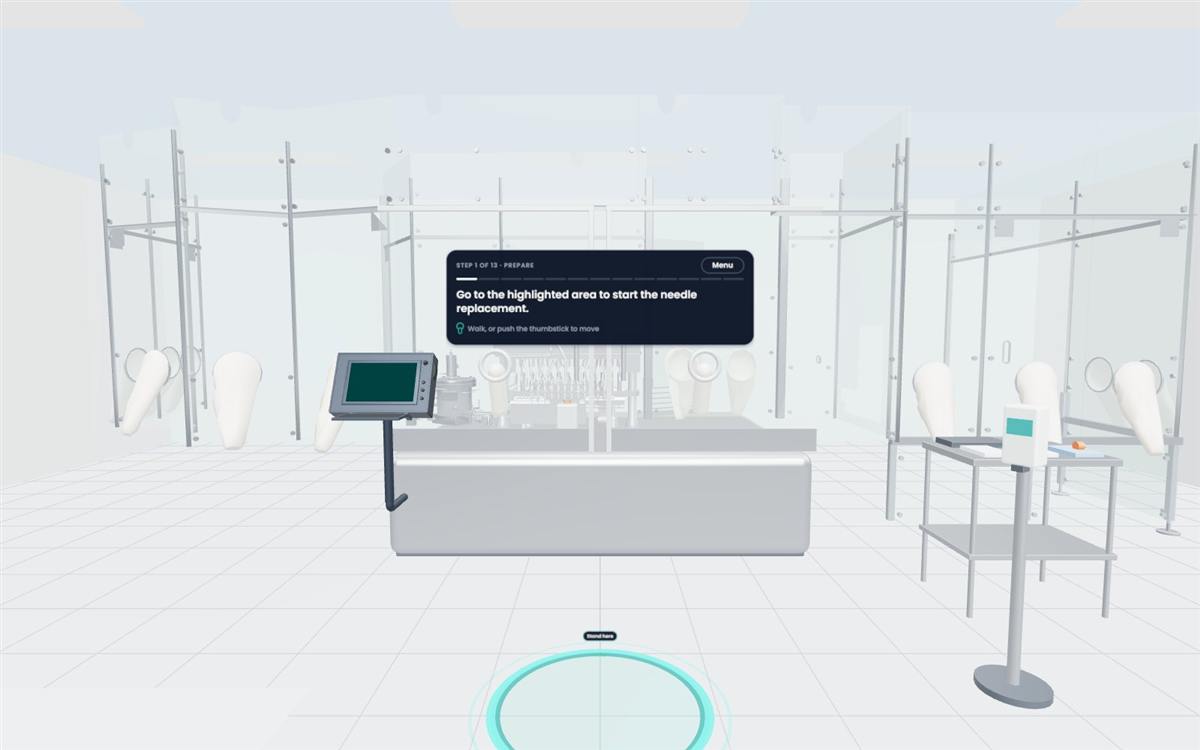 STEP 1 OF 13 - PREPARE
Menu
Go to the highlighted area to start the needle
replacement.
Walk, or push the thumbstick to move
Stand here